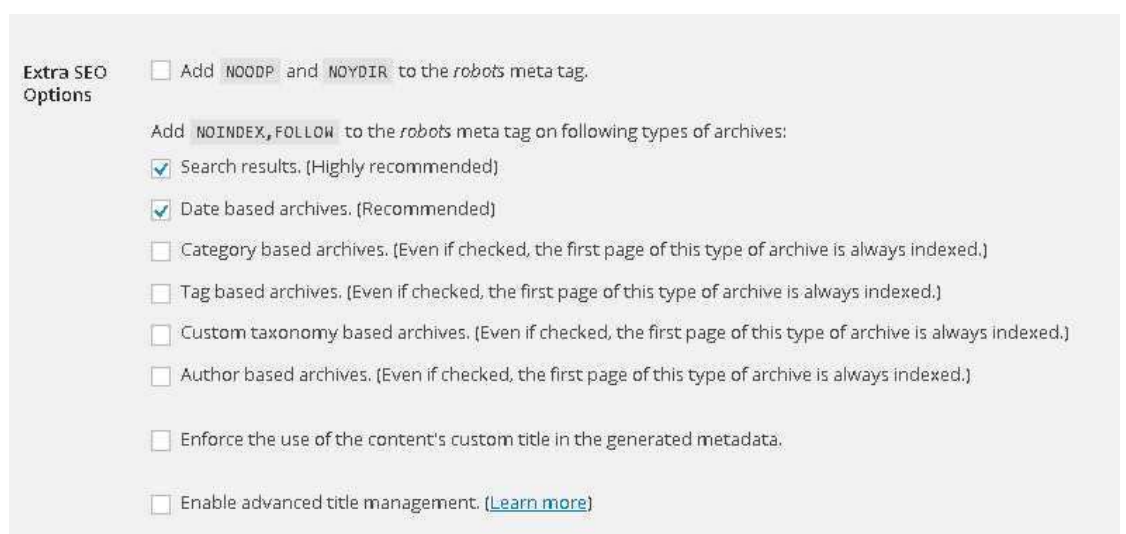 Extra SEO
Options
Add NOODP and NOYDIR to the robots meta tag.
Add NOINDEX,FOLLOW to the robots meta tag on following types of archives:
Search results. (Highly recommended)
Date based archives. (Recommended)
Category based archives. (Even if checked, the first page of this type of archive is always indexed.)
Tag based archives. (Even if checked, the first page of this type of archive is always indexed.)
Custom taxonomy based archives. (Even if checked, the first page of this type of archive is always indexed.)
Author based archives. (Even if checked, the first page of this type of archive is always indexed.)
Enforce the use of the content's custom title in the generated metadata.
Enable advanced title management. (Learn more)